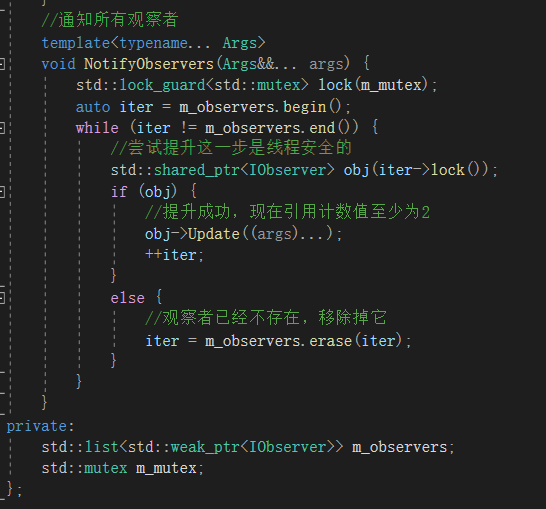 }
//通知所有观察者
template<typename... Args>
void NotifyObservers(Args&&... args) {
std::lock_guard<std::mutex> lock(m_mutex);
auto iter = m_observers.begin();
while (iter != m_observers.end()) {
//尝试提升这一步是线程安全的
std::shared_ptr<IObserver> obj(iter->lock());
if (obj) {
//提升成功，现在引用计数值至少为2
obj->Update((args)...);
++iter;
}
else {
//观察者已经不存在，移除掉它
iter = m_observers.erase(iter);
}
}
}
private:
std::list<std::weak_ptr<IObserver>> m_observers;
std::mutex m_mutex;
};